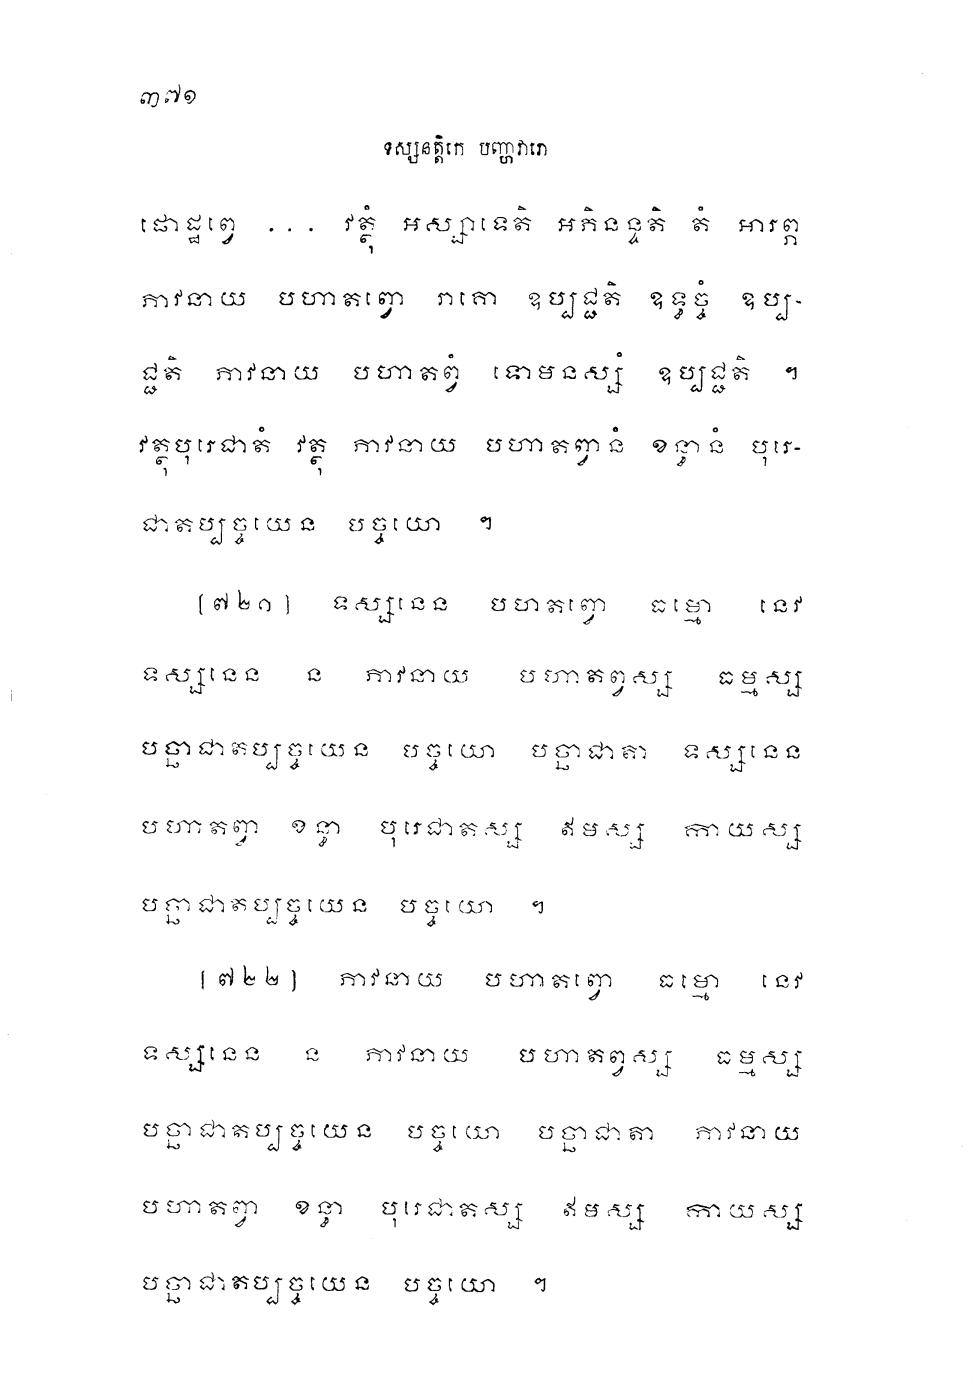 ៣៧១
ទស្សនត្តិកេ បញ្ហាវារោ
ផោដ្ឋព្វេ ... វត្ថុំ អស្សាទេតិ អភិនន្ទតិ តំ អារព្ភ
ភាវនាយ បហាតព្វោ រាគោ ឧប្បជ្ជតិ ឧទ្ធច្ចំ ឧប្ប-
ជ្ជតិ ភាវនាយ បហាតព្វំ ទោមនស្សំ ឧប្បជ្ជតិ ។
វត្ថុបុរេជាតំ វត្ថុ ភាវនាយ បហាតព្វានំ ខន្ធានំ បុរេ-
ជាតប្បច្ចយេន បច្ចយោ ។
[៧២១] ទស្សនេន បហាតព្វោ ធម្មោ នេវ
ទស្សនេន ន ភាវនាយ បហាតព្វស្ស ធម្មស្ស
បច្ឆាជាតប្បច្ចយេន បច្ចយោ បច្ឆាជាតា ទស្សនេន
បហាតព្វា ខន្ធា បុរេជាតស្ស ឥមស្ស កាយស្ស
បច្ឆាជាតប្បច្ចយេន បច្ចយោ ។
[៧២២] ភាវនាយ បហាតព្វោ ធម្មោ នេវ
ទស្សនេន ន ភាវនាយ បហាតព្វស្ស ធម្មស្ស
បច្ឆាជាតប្បច្ចយេន បច្ចយោ បច្ឆាជាតា ភាវនាយ
បហាតព្វា ខន្ធា បុរេជាតស្ស ឥមស្ស កាយស្ស
បច្ឆាជាតប្បច្ចយេន បច្ចយោ ។